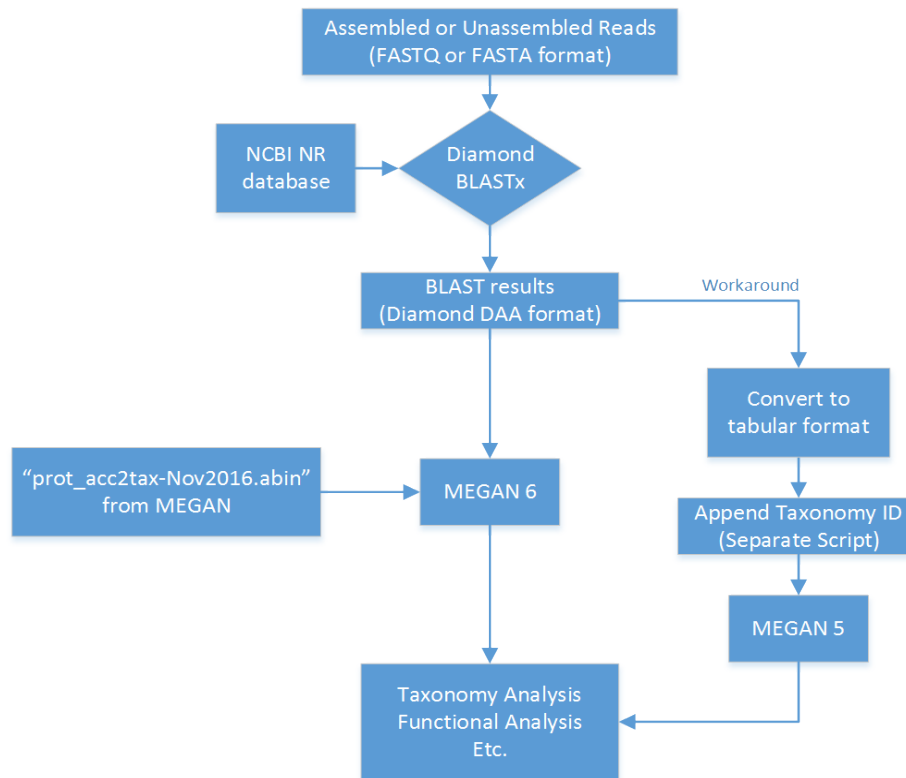 Assembled or Unassembled Reads
(FASTQ or FASTA format)
NCBI NR
database
Diamond
BLASTx
BLAST results
(Diamond DAA format)
Workaround
Convert to
tabular format
“prot_acc2tax-Nov2016.abin”
from MEGAN
MEGAN 6
Append Taxonomy ID
(Separate Script)
MEGAN 5
Taxonomy Analysis
Functional Analysis
Etc.